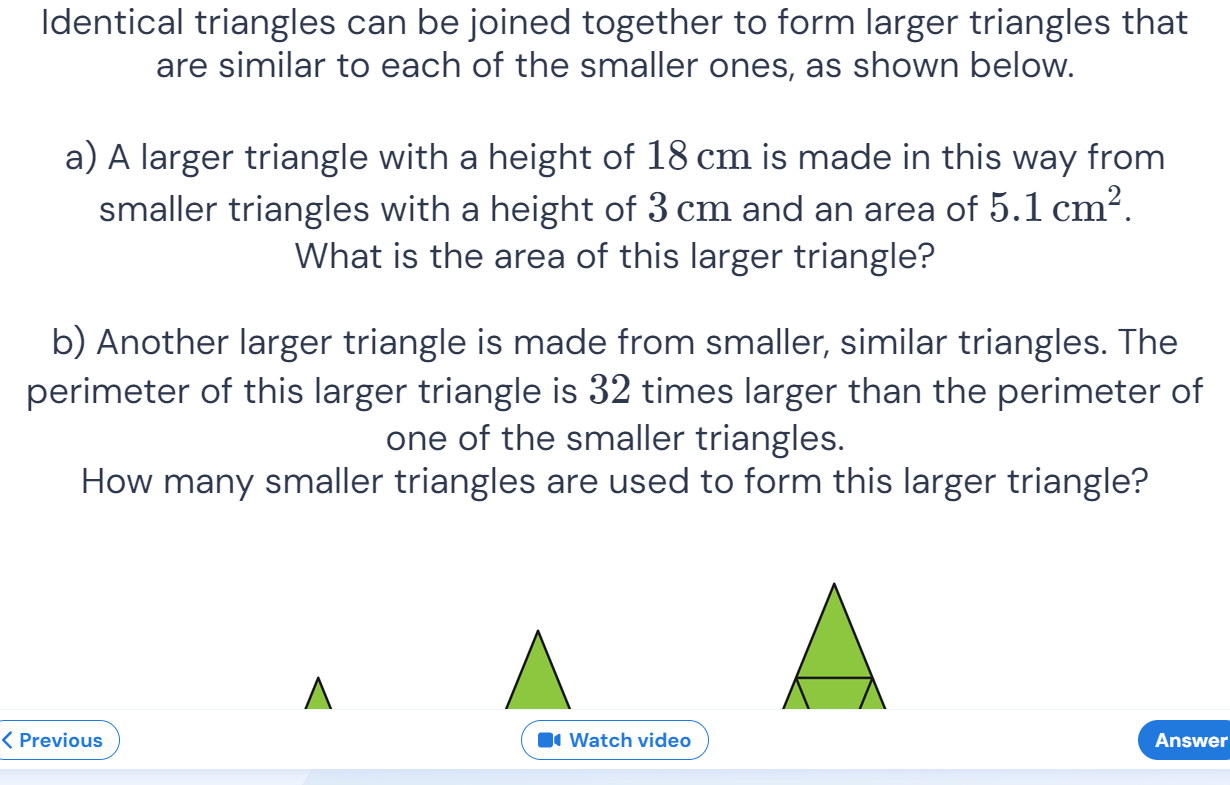 Identical triangles can be joined together to form larger triangles that
are similar to each of the smaller ones, as shown below.
a) A larger triangle with a height of 18 cm is made in this way from
smaller triangles with a height of 3 cm and an area of 5.1 cm².
What is the area of this larger triangle?
b) Another larger triangle is made from smaller, similar triangles. The
perimeter of this larger triangle is 32 times larger than the perimeter of
one of the smaller triangles.
How many smaller triangles are used to form this larger triangle?
Previous
Watch video
Answer